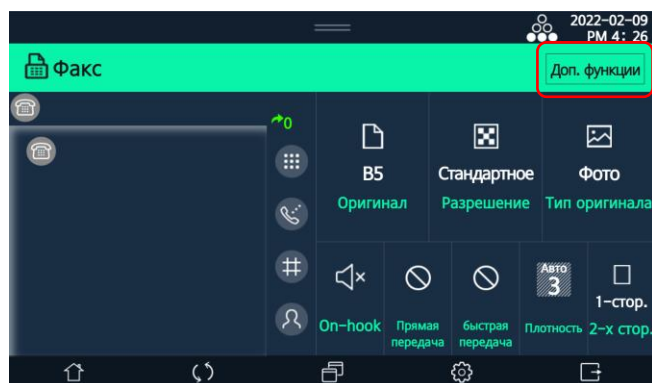 2022-02-09
PM 4: 26
Факс
Доп. функции
0
B5
Стандартное
Фото
Оригинал
Разрешение
Тип оригинала
Авто
3
1-стор.
On-hook
Прямая
передача
быстрая
передача
Плотность
2-х стор.